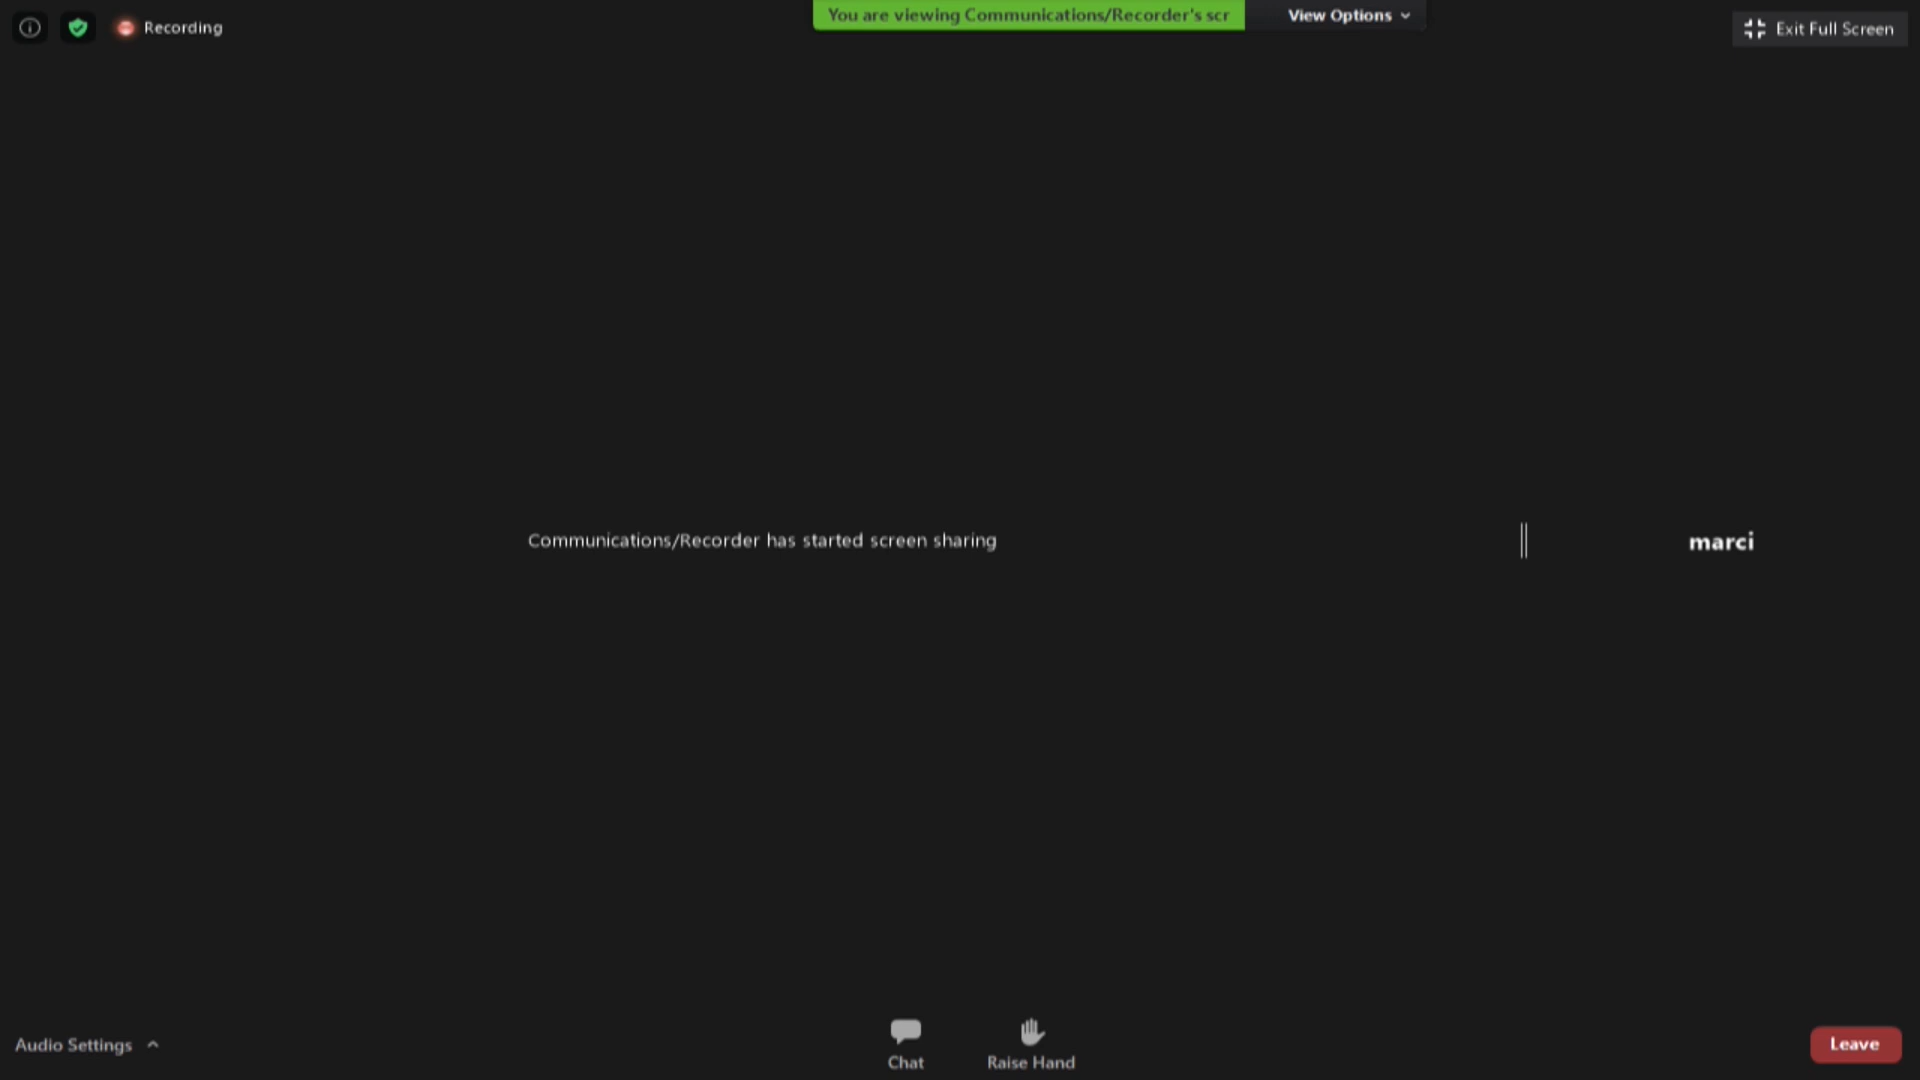 Recording
You are viewing Communications/Recorder's scr
View Options
Exit Full Screen
Communications/Recorder has started screen sharing
marci
Audio Settings
Chat
Raise Hand
Leave